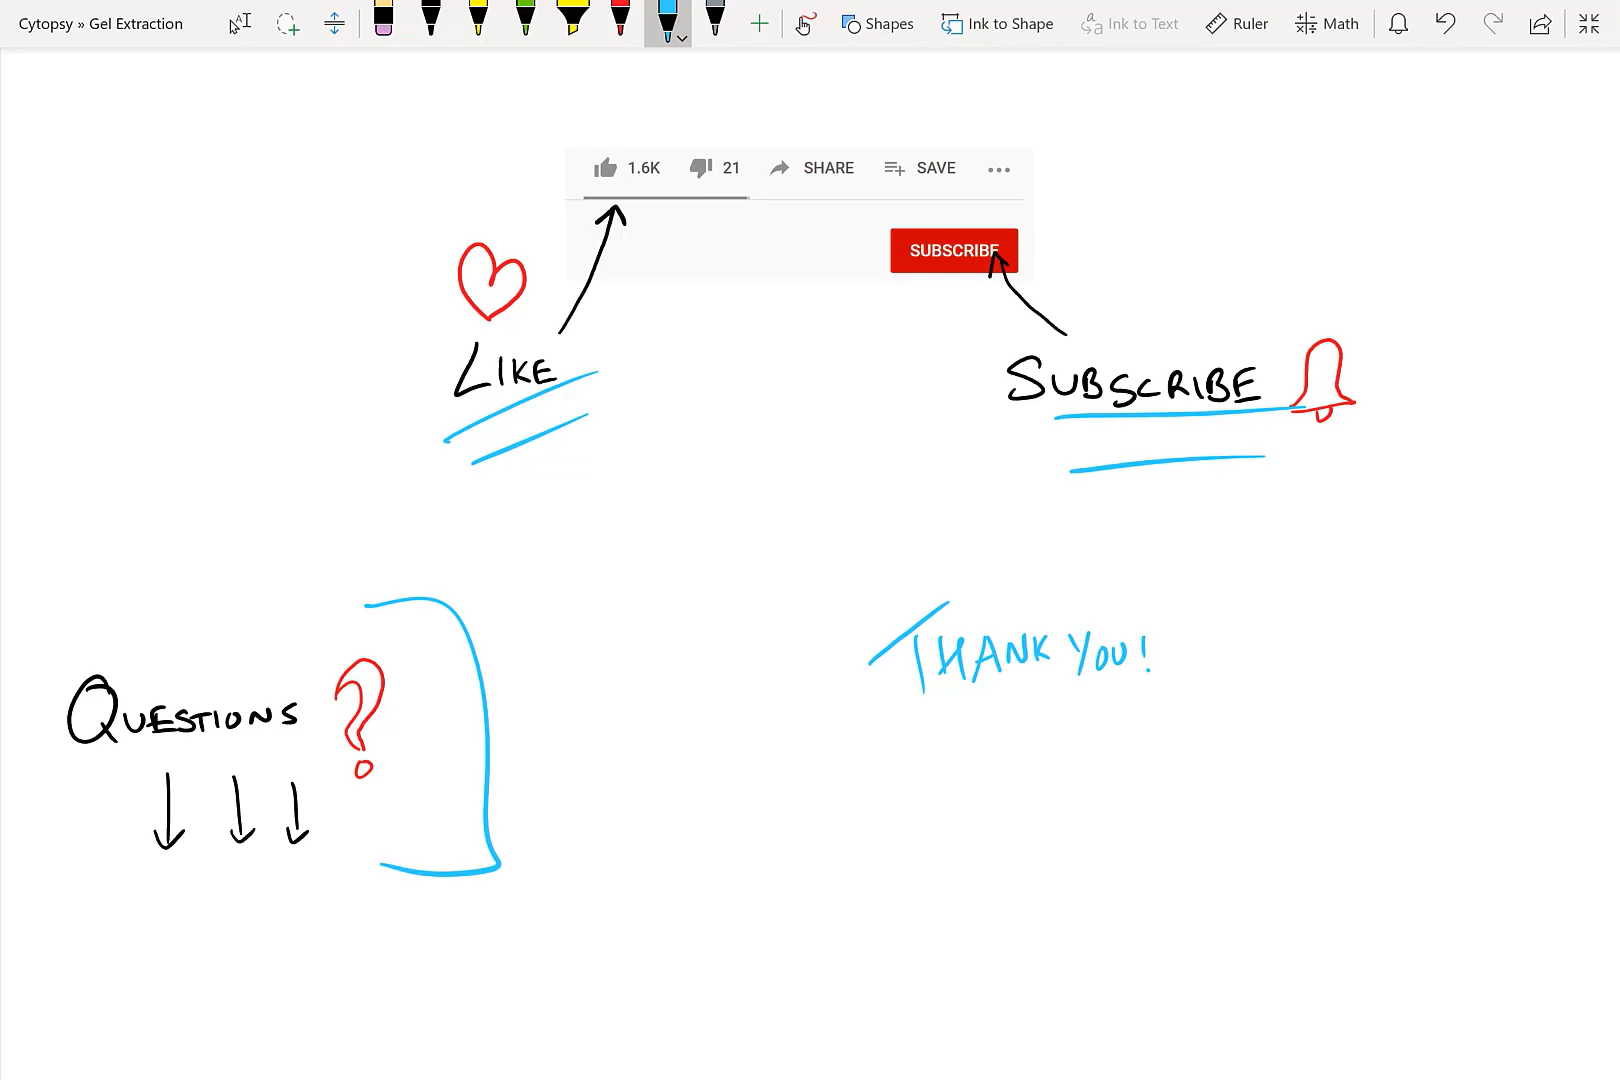 Cytopsy » Gel Extraction Shapes Ink to Shape Ink to Text Ruler Math
1.6K 21 SHARE SAVE
SUBSCRIBE
LIKE
SUBSCRIBE
THANK YOU!
QUESTIONS ?